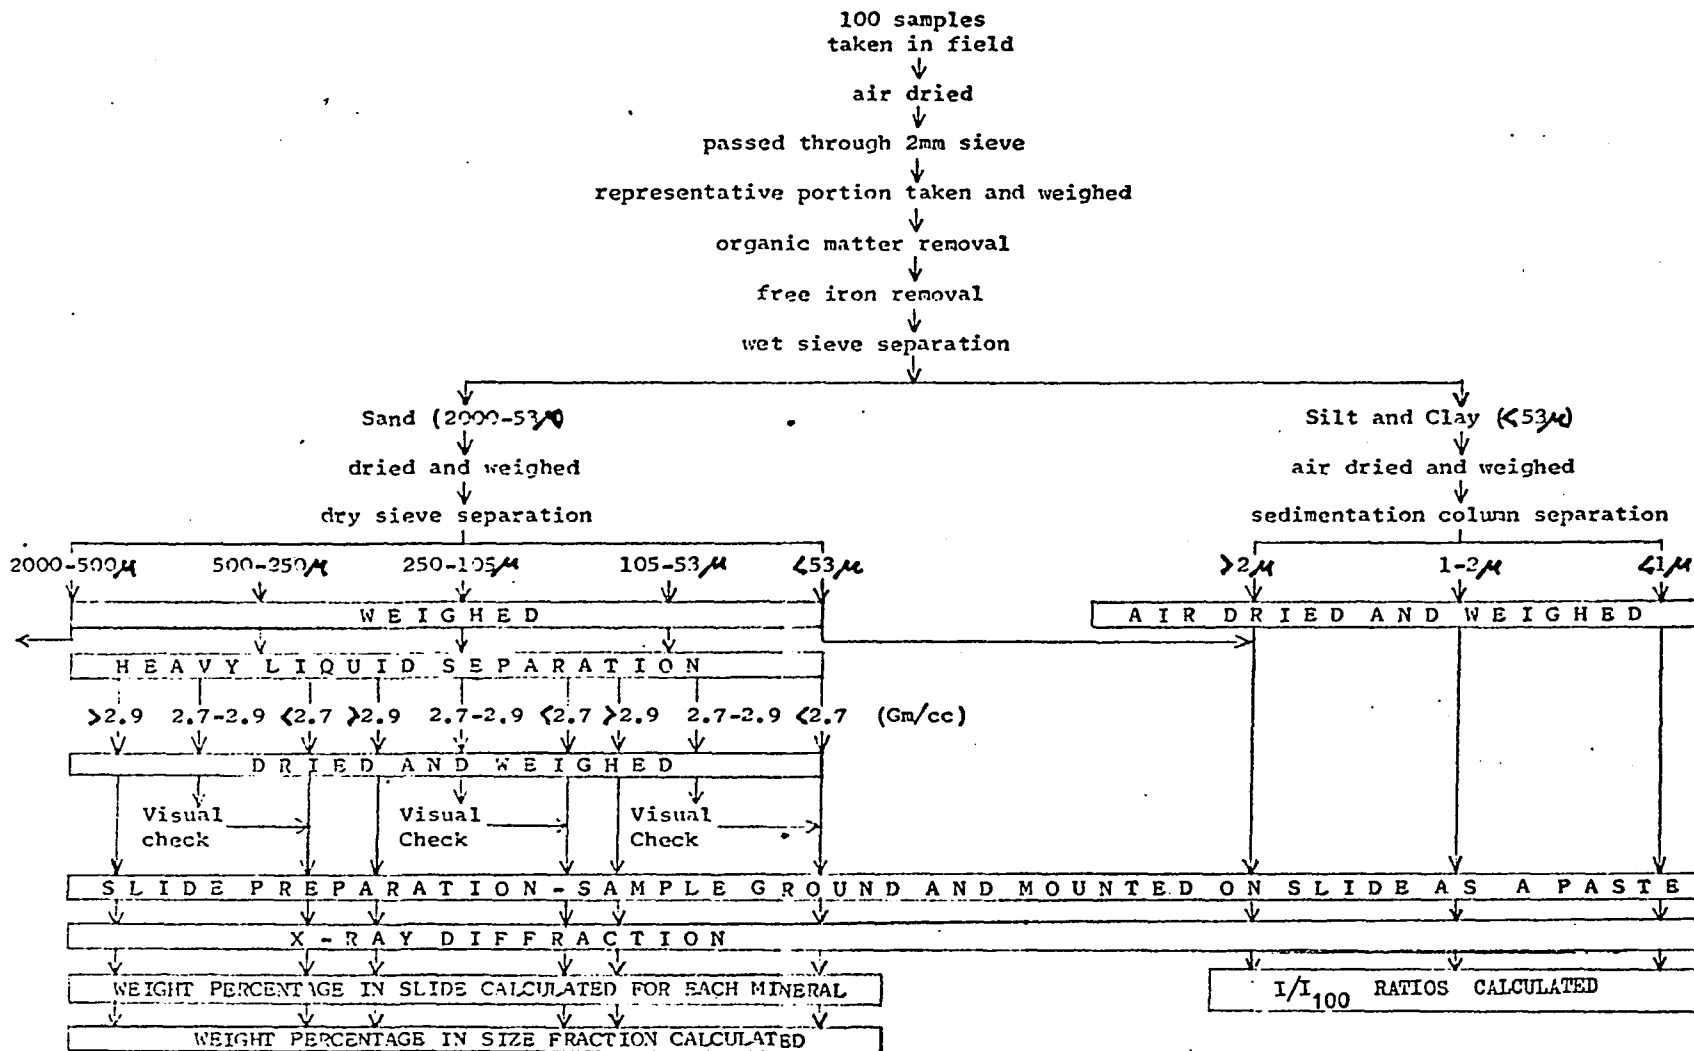 100 samples
taken in field
air dried
passed through 2mm sieve
representative portion taken and weighed
organic matter removal
free iron removal
wet sieve separation
Sand (2000-53μ) Silt and Clay (<53μ)
dried and weighed air dried and weighed
dry sieve separation sedimentation column separation
2000-500μ 500-250μ 250-105μ 105-53μ <53μ >2μ 1-2μ <1μ
WEIGHED AIR DRIED AND WEIGHED
HEAVY LIQUID SEPARATION
>2.9 2.7-2.9 <2.7 >2.9 2.7-2.9 <2.7 >2.9 2.7-2.9 <2.7 (Gm/cc)
DRIED AND WEIGHED
Visual Visual Visual
check Check Check
SLIDE PREPARATION-SAMPLE GROUND AND MOUNTED ON SLIDE AS A PASTE
X-RAY DIFFRACTION
WEIGHT PERCENTAGE IN SLIDE CALCULATED FOR EACH MINERAL I/I100 RATIOS CALCULATED
WEIGHT PERCENTAGE IN SIZE FRACTION CALCULATED